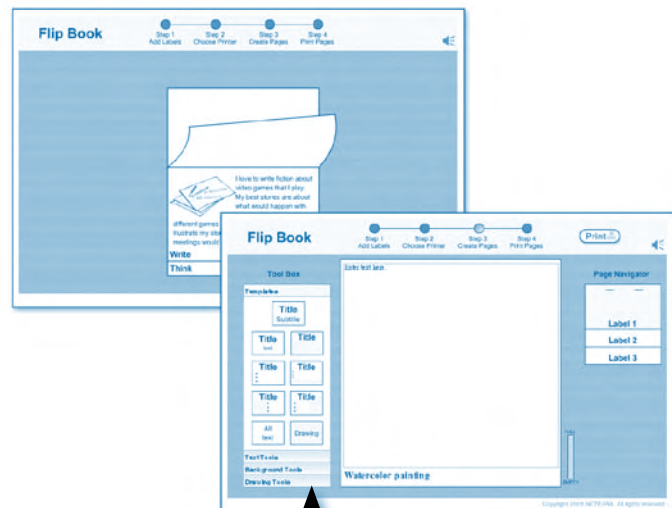 Flip Book
Step 1
Add Labels
Step 2
Choose Printer
Step 3
Create Pages
Step 4
Print Pages
I love to write fiction about
video games that I play.
My best stories are about
what would happen with
different games
illustrate my sto
meetings would
Write
Think
Flip Book
Step 1
Add Labels
Step 2
Choose Printer
Step 3
Create Pages
Step 4
Print Pages
Print
Tool Box
Templates
Title
Subtitle
Title
text
Title
Title
Title
Title
Title
All
text
Drawing
Text Tools
Background Tools
Drawing Tools
Enter text here.
Watercolor painting
Page Navigator
Label 1
Label 2
Label 3
All rights reserved